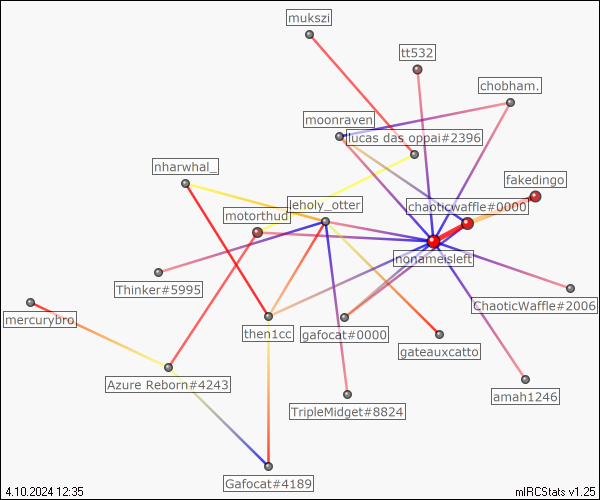 mukszi
tt532
chobham.
moonraven
lucas das oppai#2396
nharwhal_
fakedingo
jeholy_otter
chaoticwaffle#0000
motorthud
nonameisleft
Thinker#5995
ChaoticWaffle#2006
mercurybro
then1cc
gafocat#0000
gateauxcatto
Azure Reborn#4243
TripleMidget#8824
amah1246
Gafocat#4189
4.10.2024 12:35
mIRCStats v1.25